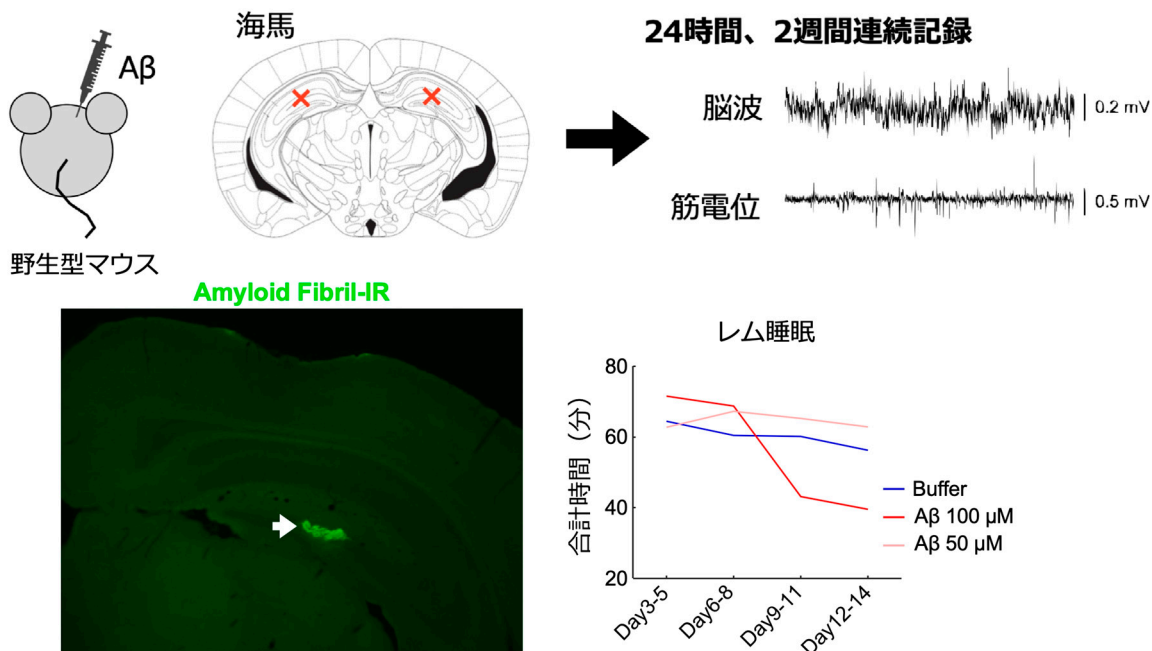 海馬
24時間、2週間連続記録
Aβ
脳波
0.2 mV
筋電位
0.5 mV
野生型マウス
Amyloid Fibril-IR
レム睡眠
合計時間（分）
80
60
40
20
Day3-5
Day6-8
Day9-11
Day12-14
Buffer
Aβ 100 µM
Aβ 50 µM